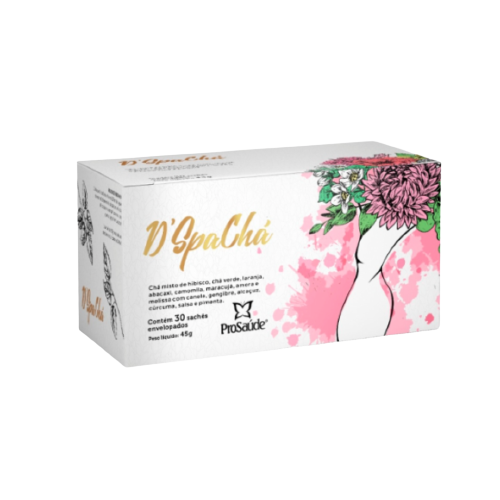 D'SpaChá
D'SpaChá
Chá misto de hibisco, chá verde, laranja,
abacaxi, camomila, maracujá, amora e
melissa com canela, gengibre, alcaçuz,
cúrcuma, salsa e pimenta.
Contém 30 sachês
envelopados
Peso líquido: 45g
ProSaúde